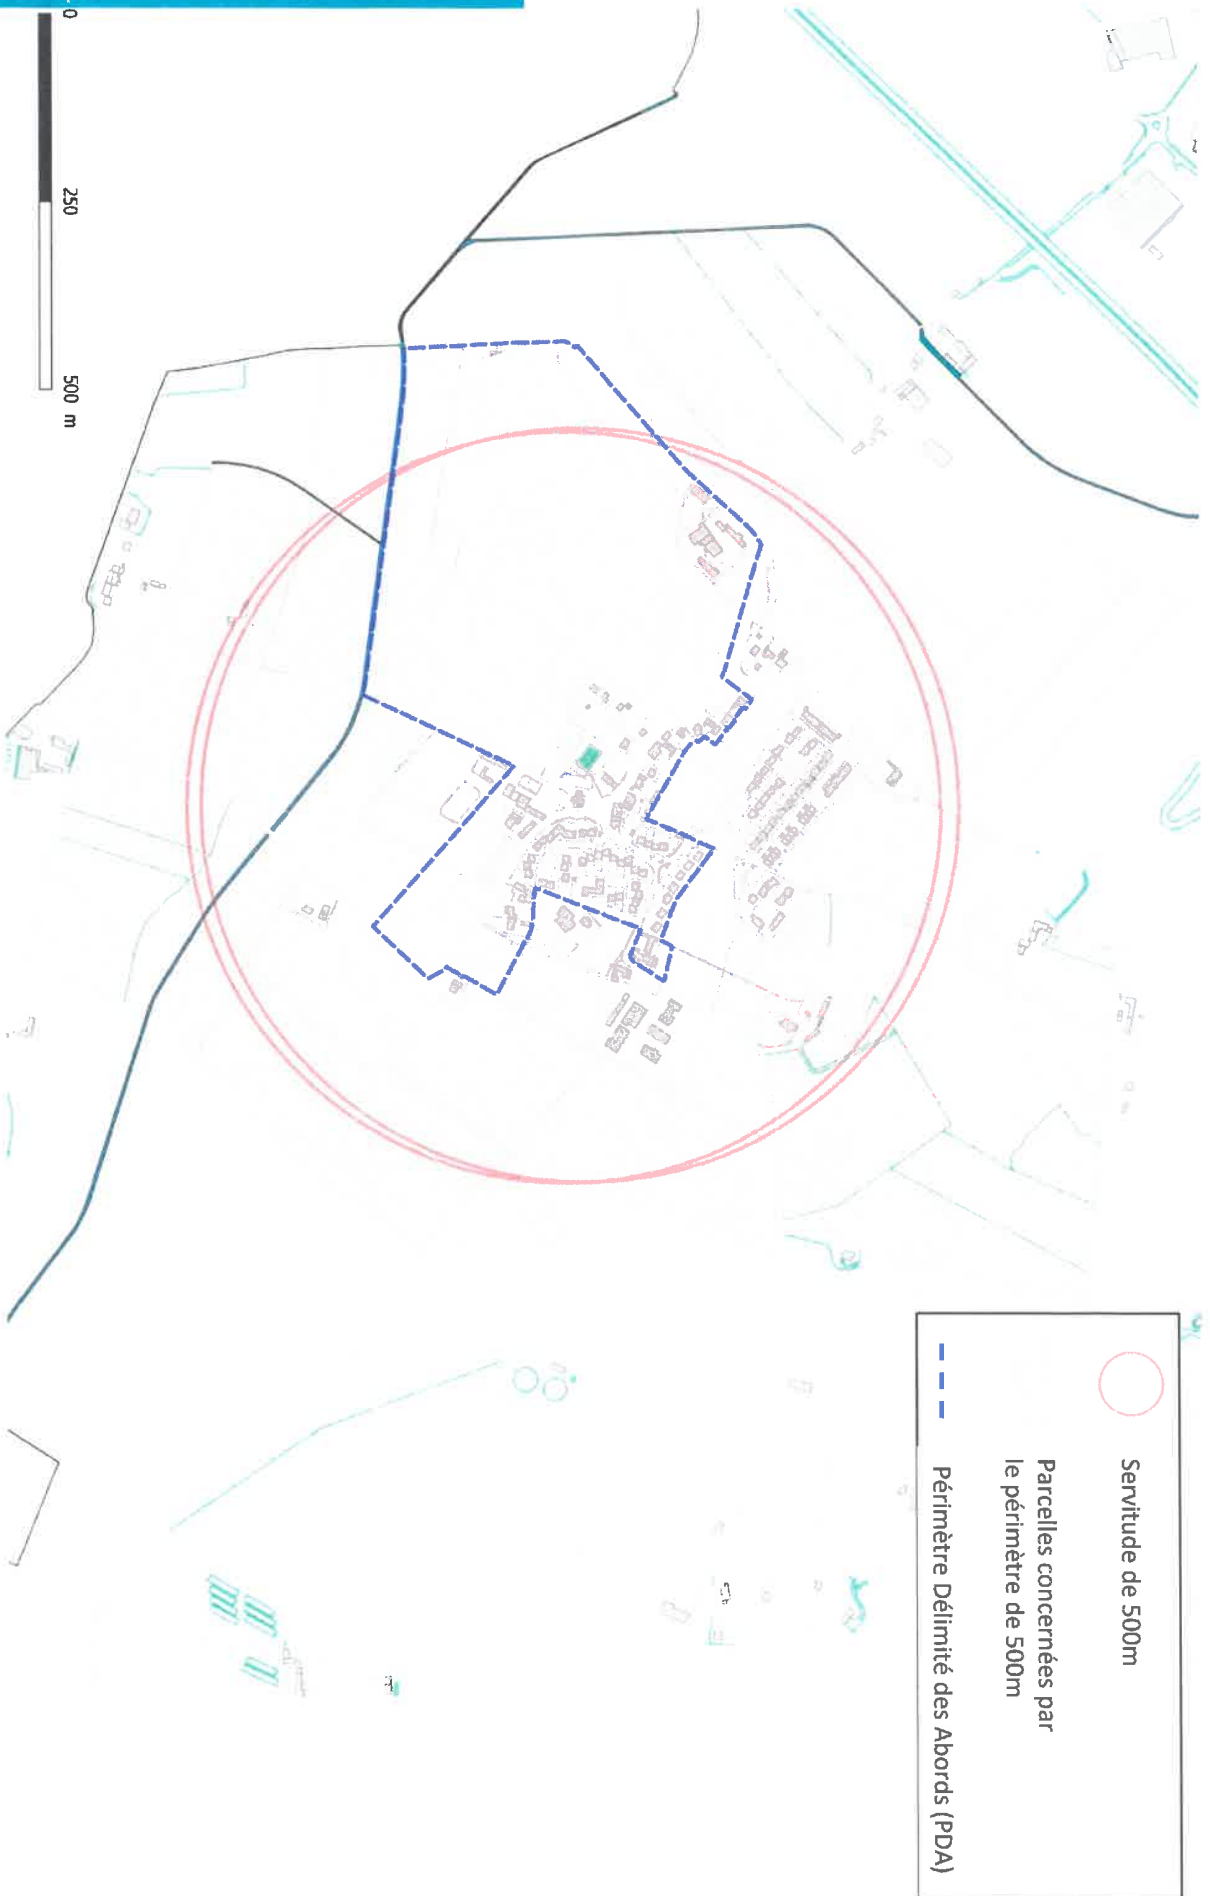 Servitude de 500m
Parcelles concernées par
le périmètre de 500m
Périmètre Délimité des Abords (PDA)
0
250
500 m